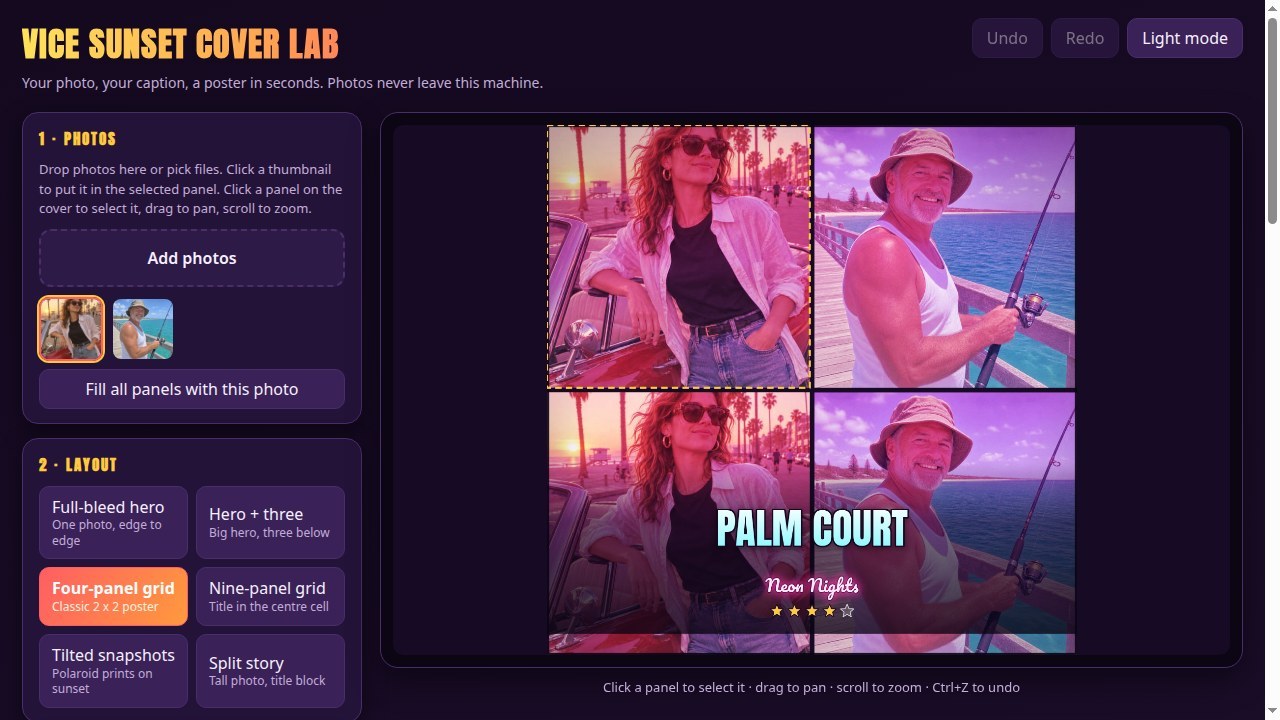 VICE SUNSET COVER LAB
Undo
Redo
Light mode
Your photo, your caption, a poster in seconds. Photos never leave this machine.
1 · PHOTOS
Drop photos here or pick files. Click a thumbnail
to put it in the selected panel. Click a panel on the
cover to select it, drag to pan, scroll to zoom.
Add photos
Fill all panels with this photo
2 · LAYOUT
Full-bleed hero
One photo, edge to
edge
Hero + three
Big hero, three below
Four-panel grid
Classic 2 x 2 poster
Nine-panel grid
Title in the centre cell
Tilted snapshots
Polaroid prints on
sunset
Split story
Tall photo, title block
PALM COURT
Neon Nights
Click a panel to select it · drag to pan · scroll to zoom · Ctrl+Z to undo